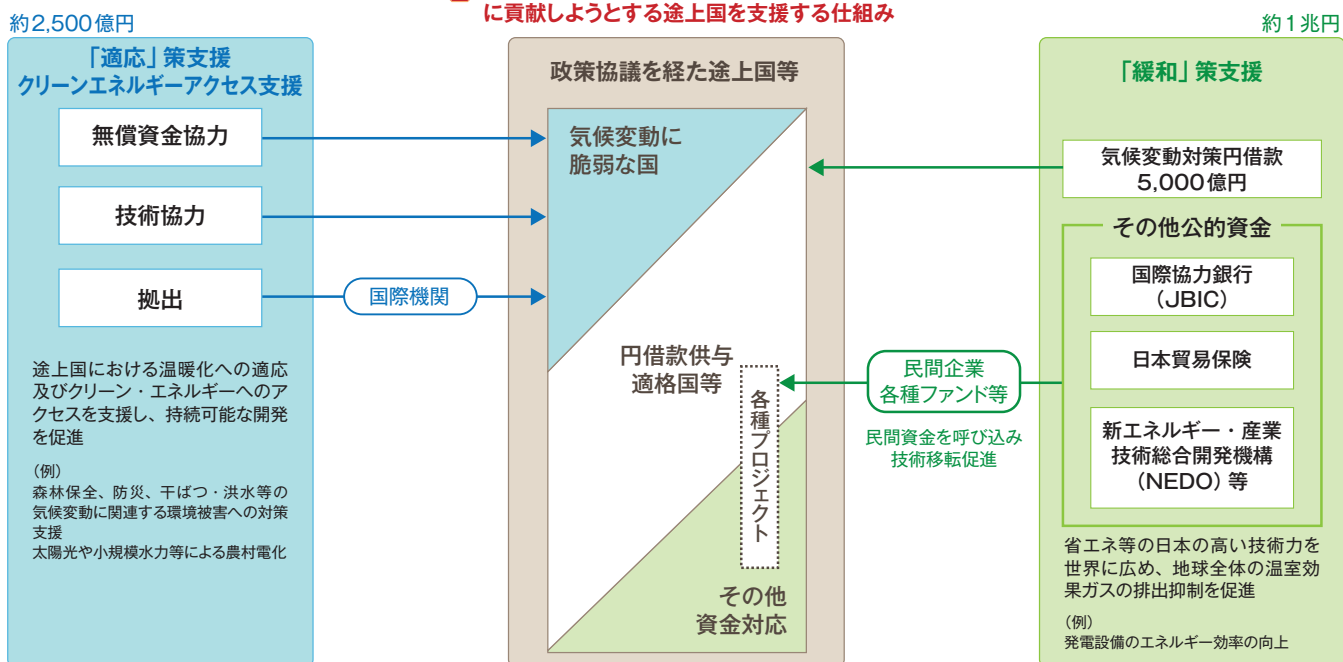 に貢献しようとする途上国を支援する仕組み
約2,500億円
約1兆円
「適応」策支援
クリーンエネルギーアクセス支援
無償資金協力
技術協力
拠出
国際機関
途上国における温暖化への適応
及びクリーン・エネルギーへのア
クセスを支援し、持続可能な開発
を促進
（例）
森林保全、防災、干ばつ・洪水等の
気候変動に関連する環境被害への対策
支援
太陽光や小規模水力等による農村電化
政策協議を経た途上国等
気候変動に
脆弱な国
円借款供与
適格国等
各種プロジェクト
その他
資金対応
民間企業
各種ファンド等
民間資金を呼び込み
技術移転促進
「緩和」策支援
気候変動対策円借款
5,000億円
その他公的資金
国際協力銀行
（JBIC）
日本貿易保険
新エネルギー・産業
技術総合開発機構
（NEDO）等
省エネ等の日本の高い技術力を
世界に広め、地球全体の温室効
果ガスの排出抑制を促進
（例）
発電設備のエネルギー効率の向上